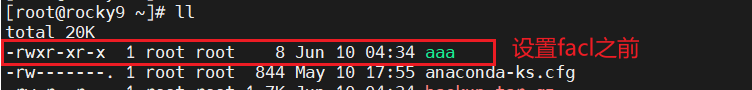 [root@rocky9 ~]# ll
total 20K
-rwxr-xr-x 1 root root 8 Jun 10 04:34 aaa 设置facl之前
-rw-------. 1 root root 844 May 10 17:55 anaconda-ks.cfg